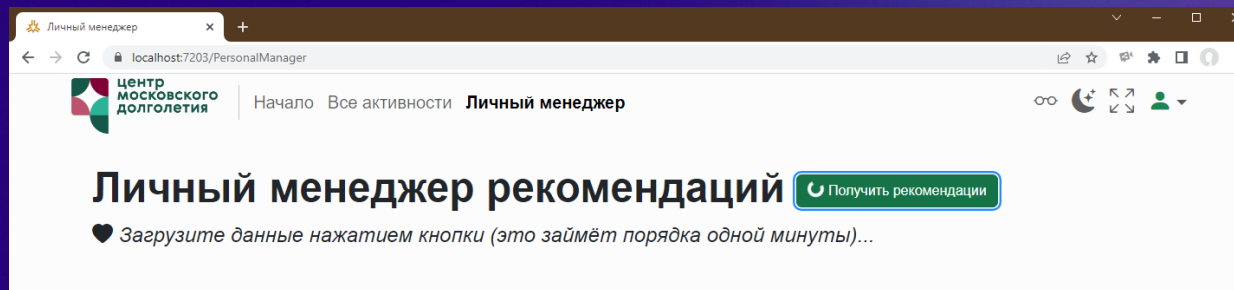 Личный менеджер
localhost:7203/PersonalManager
центр
московского
долголетия
Начало Все активности Личный менеджер
Личный менеджер рекомендаций Получить рекомендации
Загрузите данные нажатием кнопки (это займёт порядка одной минуты)...